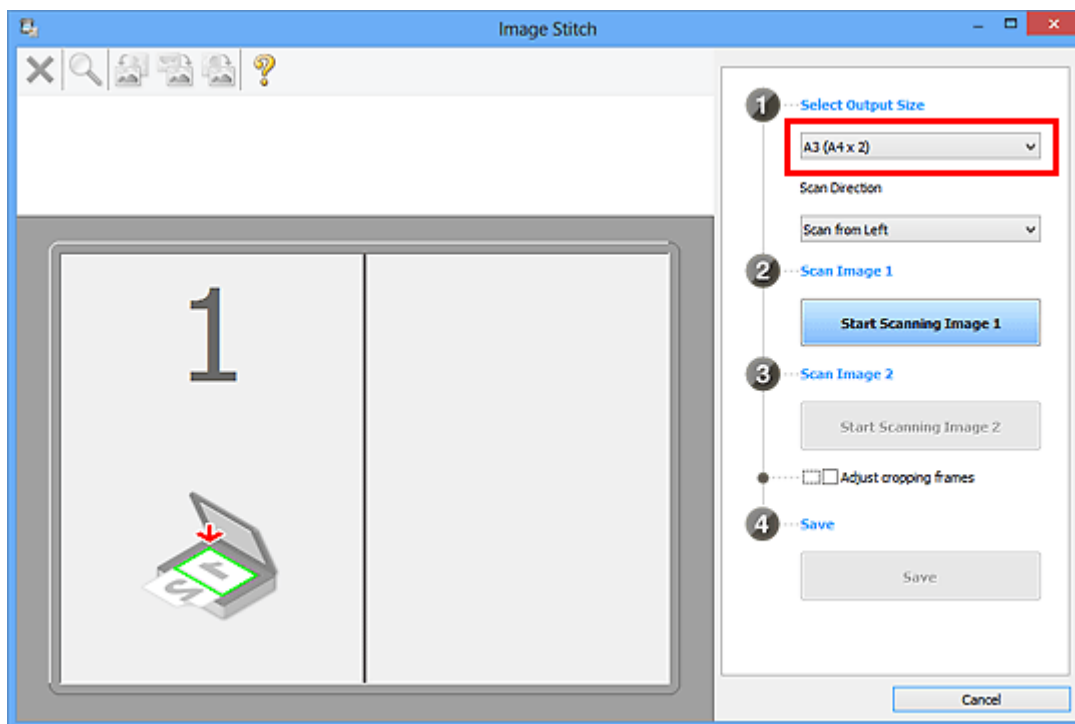 Image Stitch
1 Select Output Size
A3 (A4 x 2)
Scan Direction
Scan from Left
2 Scan Image 1
Start Scanning Image 1
3 Scan Image 2
Start Scanning Image 2
Adjust cropping frames
4 Save
Save
Cancel
1